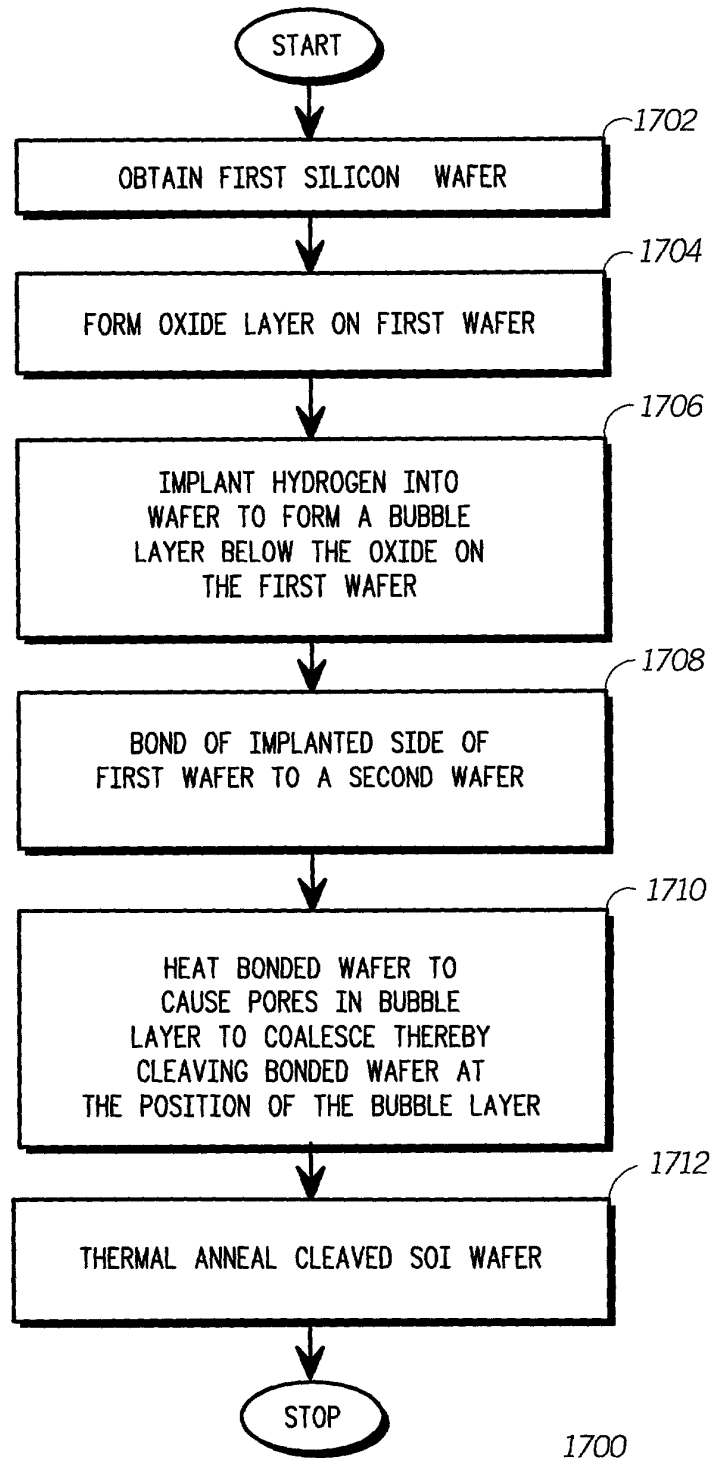 START
1702
OBTAIN FIRST SILICON WAFER
1704
FORM OXIDE LAYER ON FIRST WAFER
1706
IMPLANT HYDROGEN INTO
WAFER TO FORM A BUBBLE
LAYER BELOW THE OXIDE ON
THE FIRST WAFER
1708
BOND OF IMPLANTED SIDE OF
FIRST WAFER TO A SECOND WAFER
1710
HEAT BONDED WAFER TO
CAUSE PORES IN BUBBLE
LAYER TO COALESCE THEREBY
CLEAVING BONDED WAFER AT
THE POSITION OF THE BUBBLE LAYER
1712
THERMAL ANNEAL CLEAVED SOI WAFER
STOP
1700